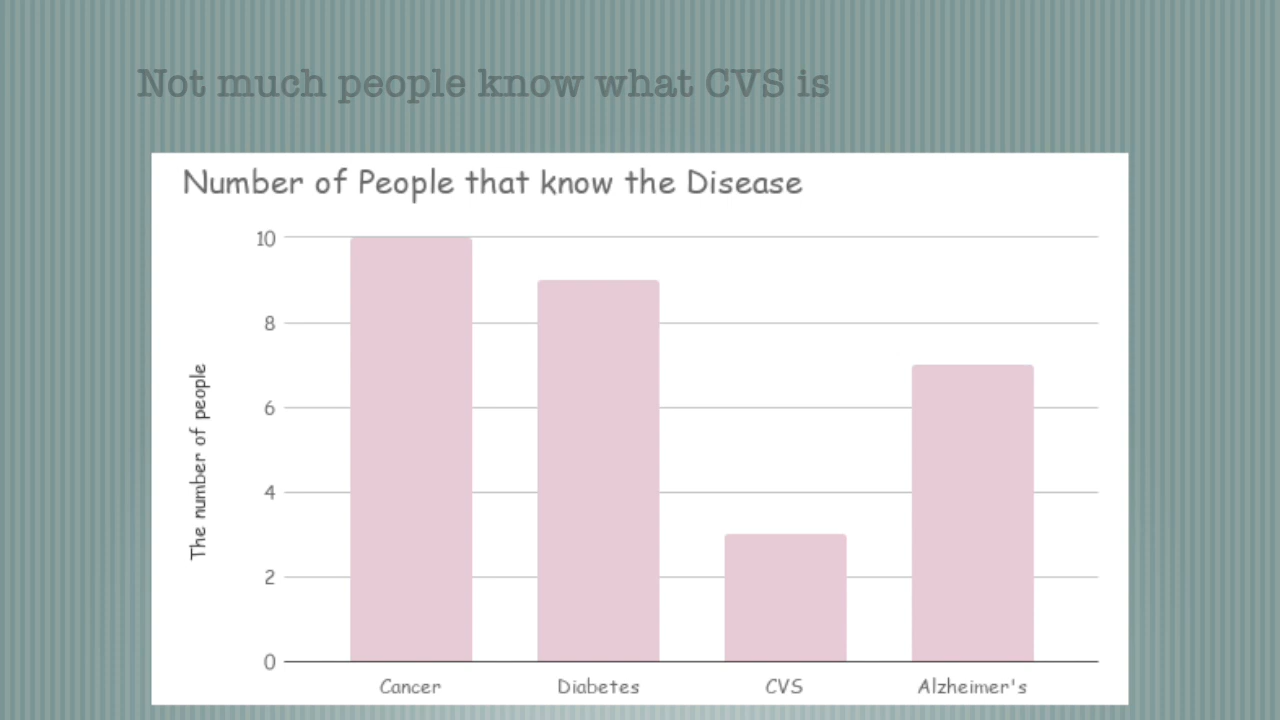 Not much people know what CVS is
Number of People that know the Disease
10
8
6
4
2
0
The number of people
Cancer Diabetes CVS Alzheimer's